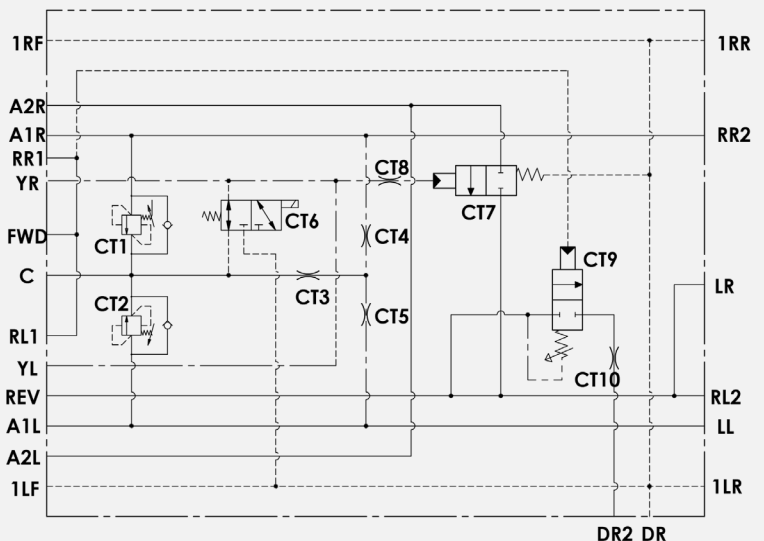 1RF
1RR
A2R
A1R
RR2
RR1
YR
CT8
CT7
CT6
CT1
CT4
FWD
CT9
C
CT3
LR
CT2
CT5
RL1
YL
CT10
REV
RL2
A1L
LL
A2L
1LF
1LR
DR2 DR